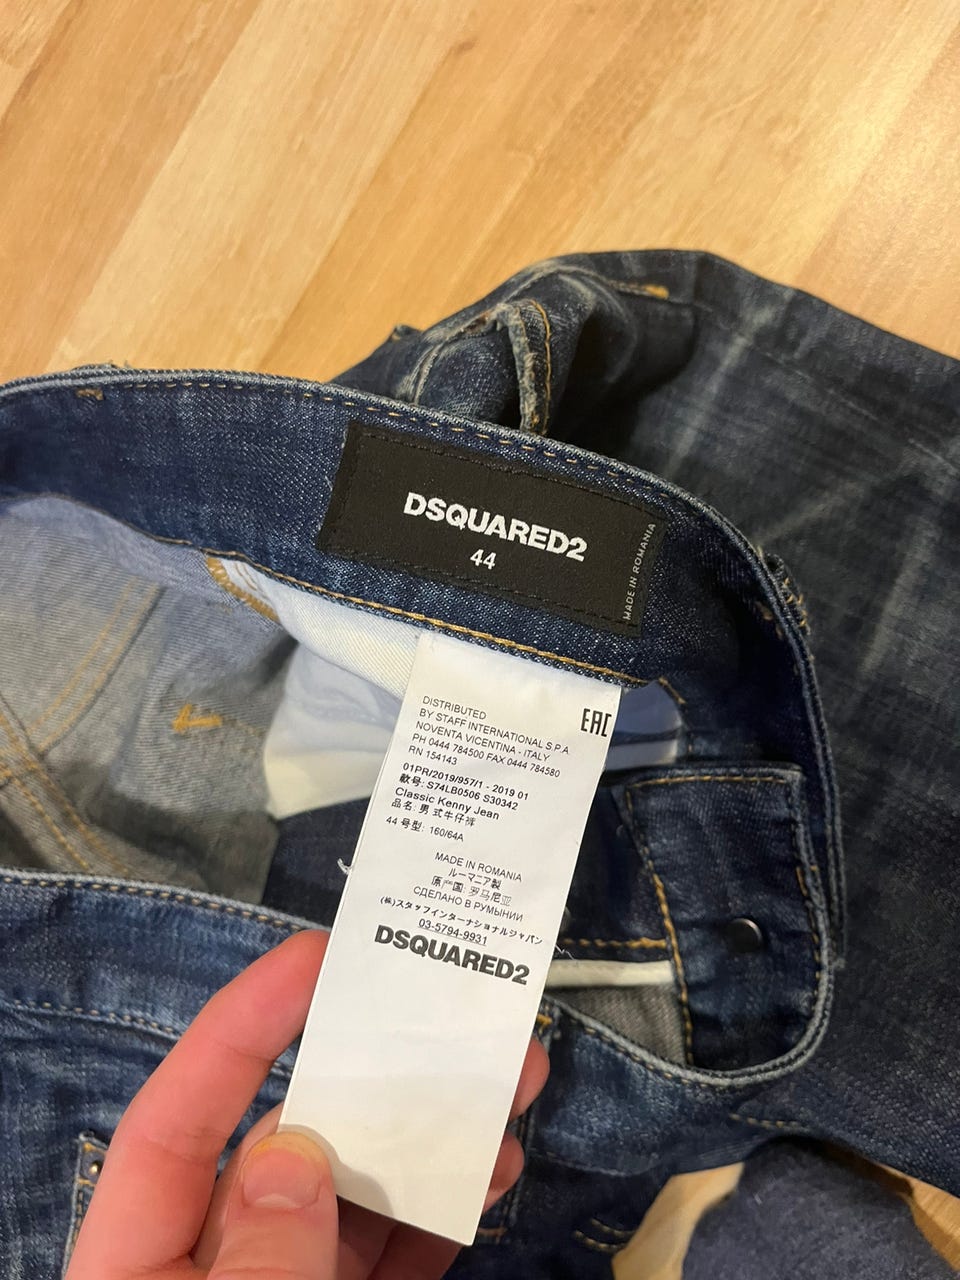 DSQUARED2
44
MADE IN ROMANIA
EAC
DISTRIBUTED
BY STAFF INTERNATIONAL S.P.A
NOVENTA VICENTINA - ITALY
PH 0444 784500 FAX 0444 784580
RN 154143
01PR/2019/957/1 - 2019 01
款号: S74LB0506 S30342
Classic Kenny Jean
品名: 男 式牛仔裤
44 号型: 160/64A
MADE IN ROMANIA
ルーマニア製
原产国: 罗马尼亚
СДЕЛАНО В РУМЫНИИ
(株)スタッフインターナショナルジャパン
03-5794-9931
DSQUARED2